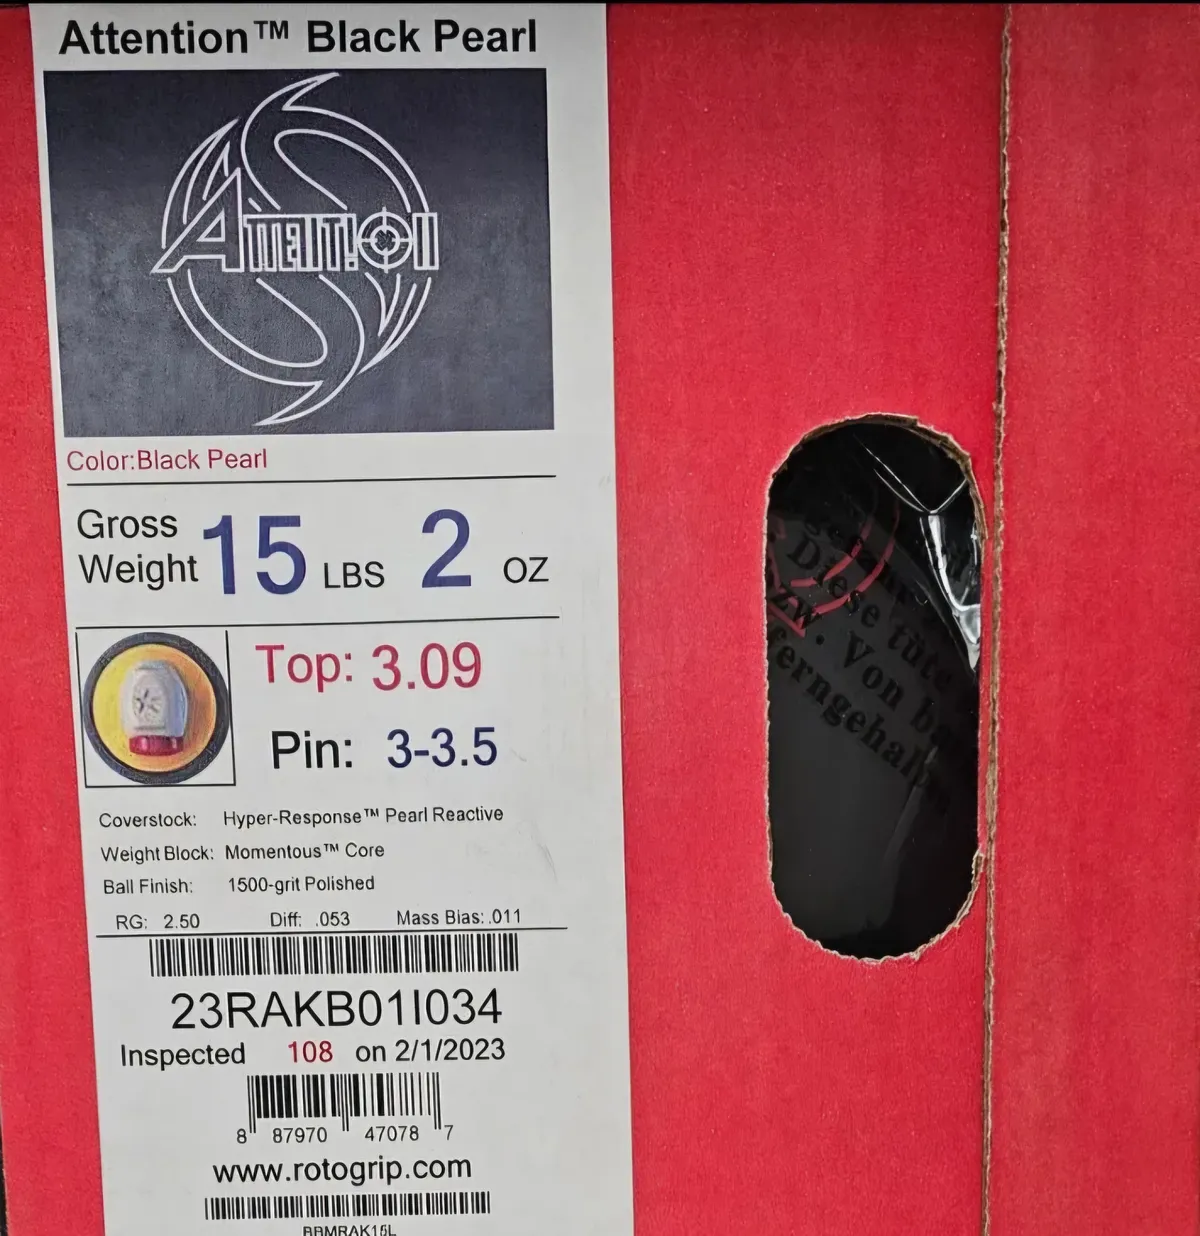 Attention™ Black Pearl
ATTENTION
Color:Black Pearl
Gross Weight 15 LBS 2 OZ
Top: 3.09
Pin: 3-3.5
Coverstock: Hyper-Response™ Pearl Reactive
Weight Block: Momentous™ Core
Ball Finish: 1500-grit Polished
RG: 2.50 Diff: .053 Mass Bias: .011
23RAKB01I034
Inspected 108 on 2/1/2023
8 87970 47078 7
www.rotogrip.com
BBMRAK15L
Diese tüte
zw. Von